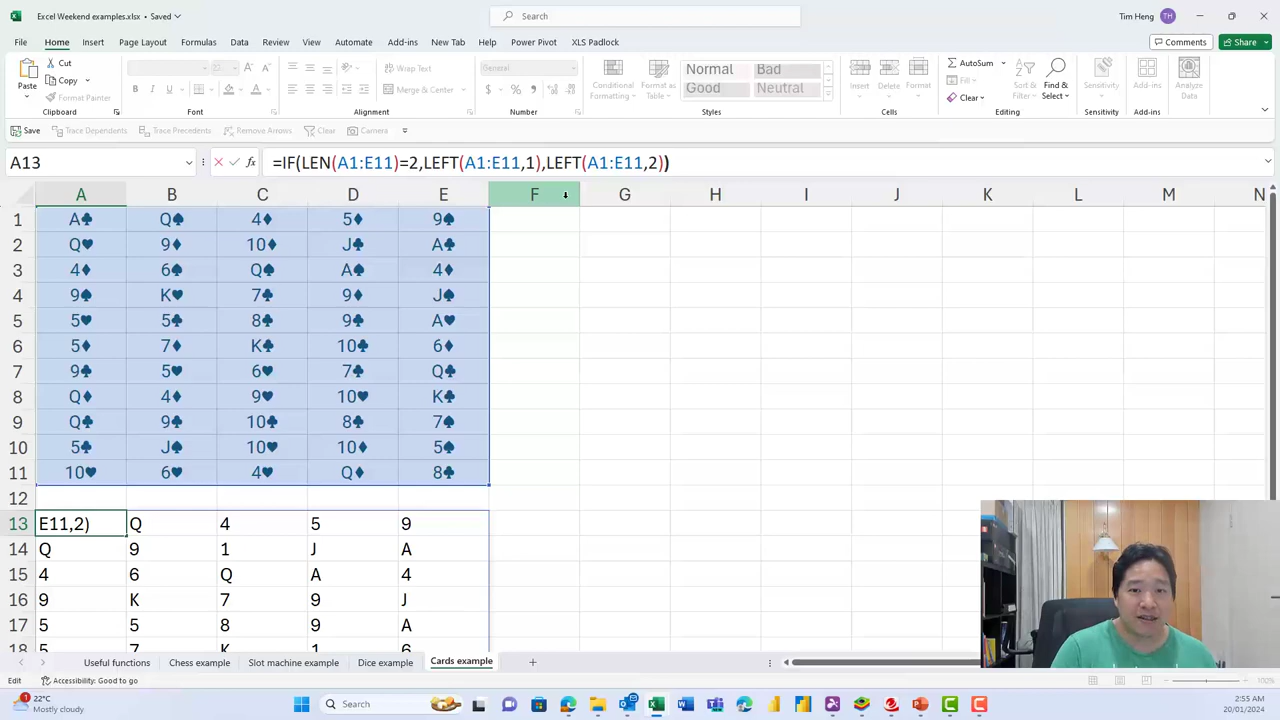 Excel Weekend examples.xlsx • Saved
Search
Tim Heng TH
File Home Insert Page Layout Formulas Data Review View Automate Add-ins New Tab Help Power Pivot XLS Padlock
Comments Share
Paste
Cut
Copy
Format Painter
Clipboard
20
B I U
Font
Wrap Text
Merge & Center
Alignment
General
$ %
Number
Conditional Formatting
Format as Table
Normal Bad
Good Neutral
Styles
Insert Delete Format
Cells
AutoSum
Fill
Clear
Sort & Filter
Find & Select
Editing
Sensitivity
Sensitivity
Add-ins
Add-ins
Analyze Data
Save Trace Dependents Trace Precedents Remove Arrows Clear Camera
A13 fx =IF(LEN(A1:E11)=2,LEFT(A1:E11,1),LEFT(A1:E11,2))
A B C D E F G H I J K L M N
1 A♣ Q♠ 4♦ 5♦ 9♠
2 Q♥ 9♦ 10♦ J♣ A♣
3 4♦ 6♠ Q♠ A♠ 4♦
4 9♠ K♥ 7♣ 9♦ J♠
5 5♥ 5♣ 8♣ 9♣ A♥
6 5♦ 7♦ K♣ 10♣ 6♦
7 9♣ 5♥ 6♥ 7♣ Q♣
8 Q♦ 4♦ 9♥ 10♥ K♣
9 Q♣ 9♣ 10♣ 8♣ 7♠
10 5♣ J♠ 10♥ 10♦ 5♠
11 10♥ 6♥ 4♥ Q♦ 8♣
12
13 E11,2) Q 4 5 9
14 Q 9 1 J A
15 4 6 Q A 4
16 9 K 7 9 J
17 5 5 8 9 A
18 5 7 K 1 6
Useful functions Chess example Slot machine example Dice example Cards example
Edit Accessibility: Good to go 100%
1 22°C
Mostly cloudy
Search
2:55 AM
20/01/2024